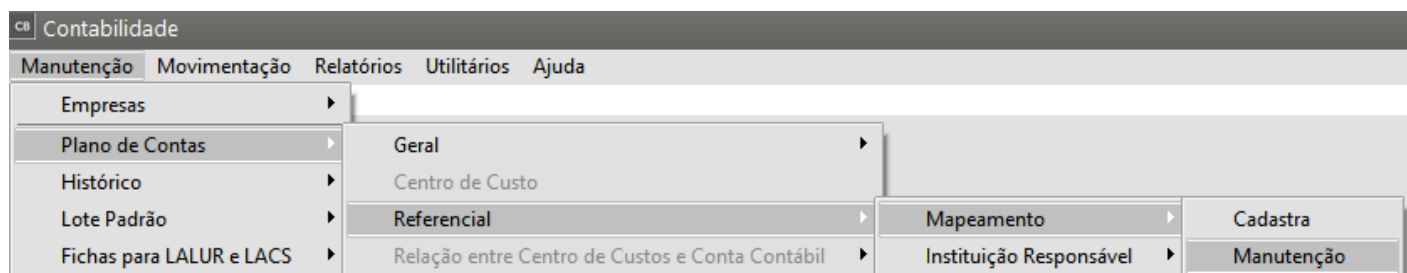 CB Contabilidade
Manutenção Movimentação Relatórios Utilitários Ajuda
Empresas
Plano de Contas Geral
Histórico Centro de Custo
Lote Padrão Referencial Mapeamento Cadastra
Fichas para LALUR e LACS Relação entre Centro de Custos e Conta Contábil Instituição Responsável Manutenção